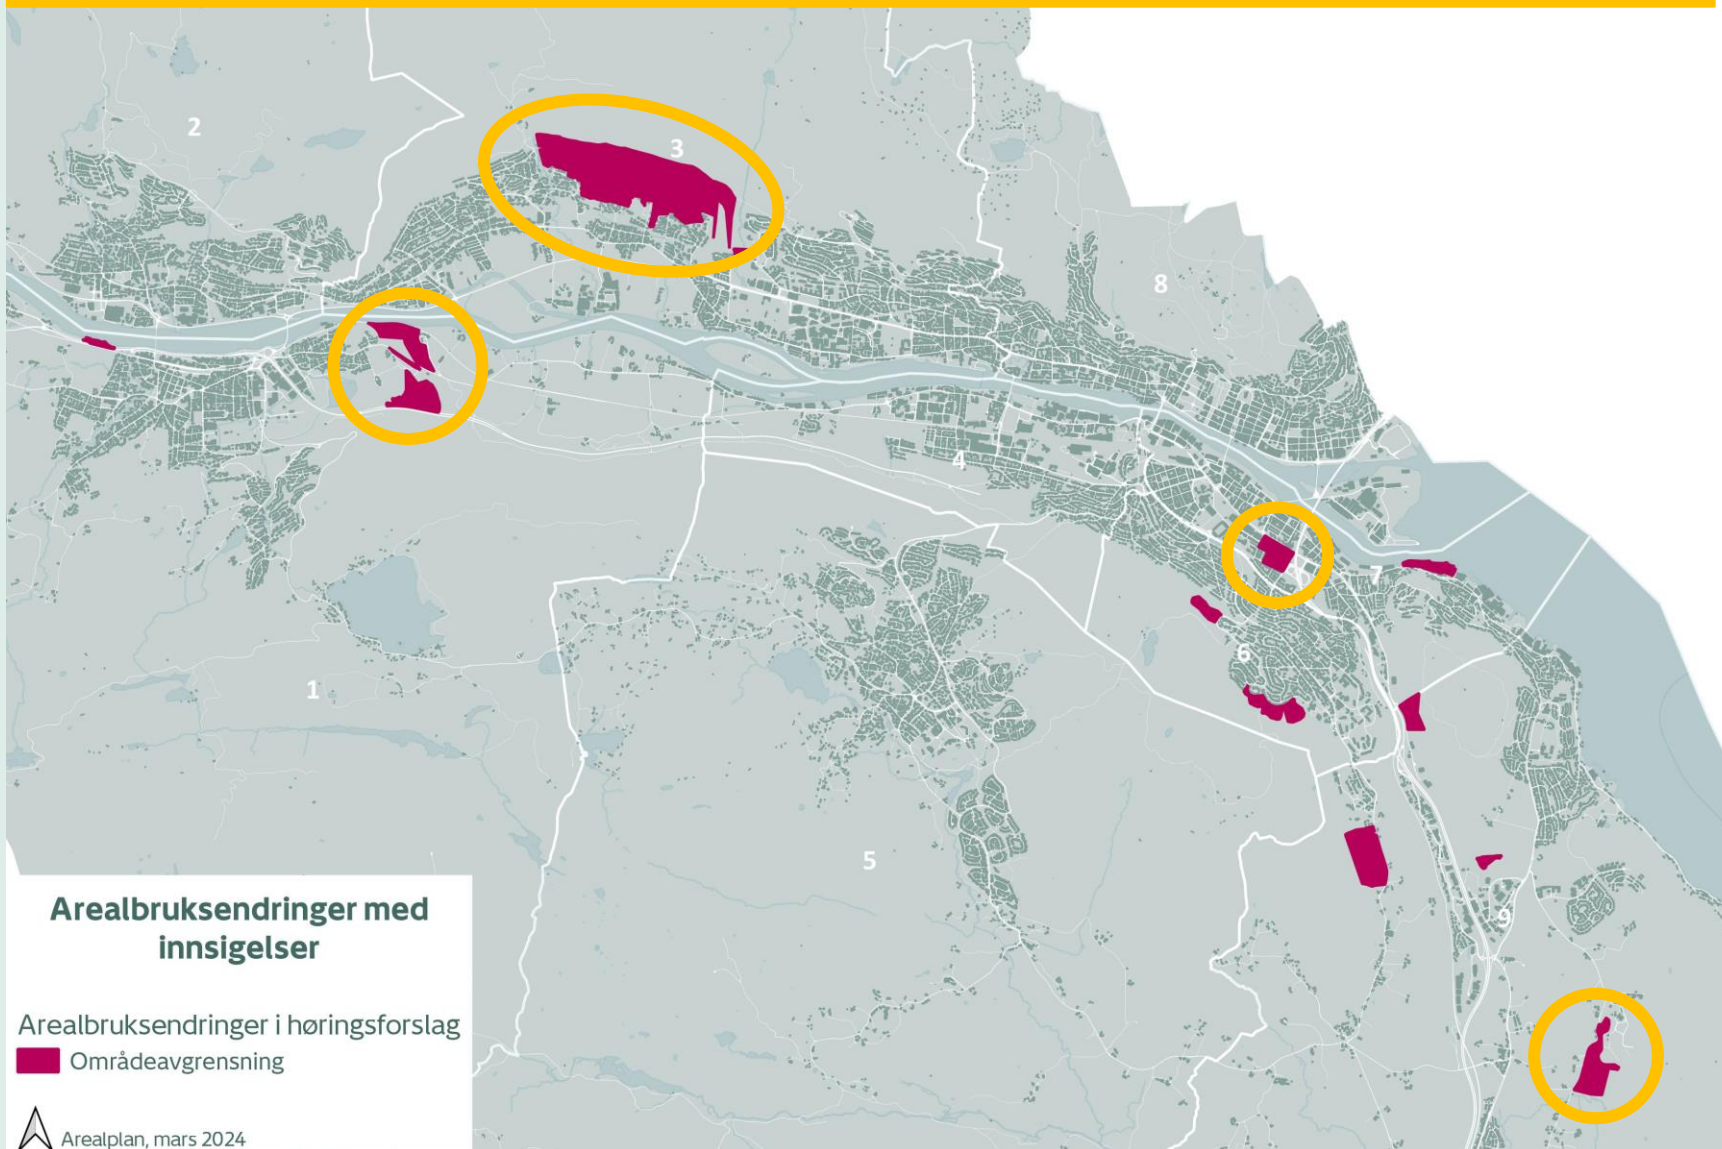 2
3
8
4
7
6
1
5
9
Arealbruksendringer med
innsigelser
Arealbruksendringer i høringsforslag
Områdeavgrensning
Arealplan, mars 2024